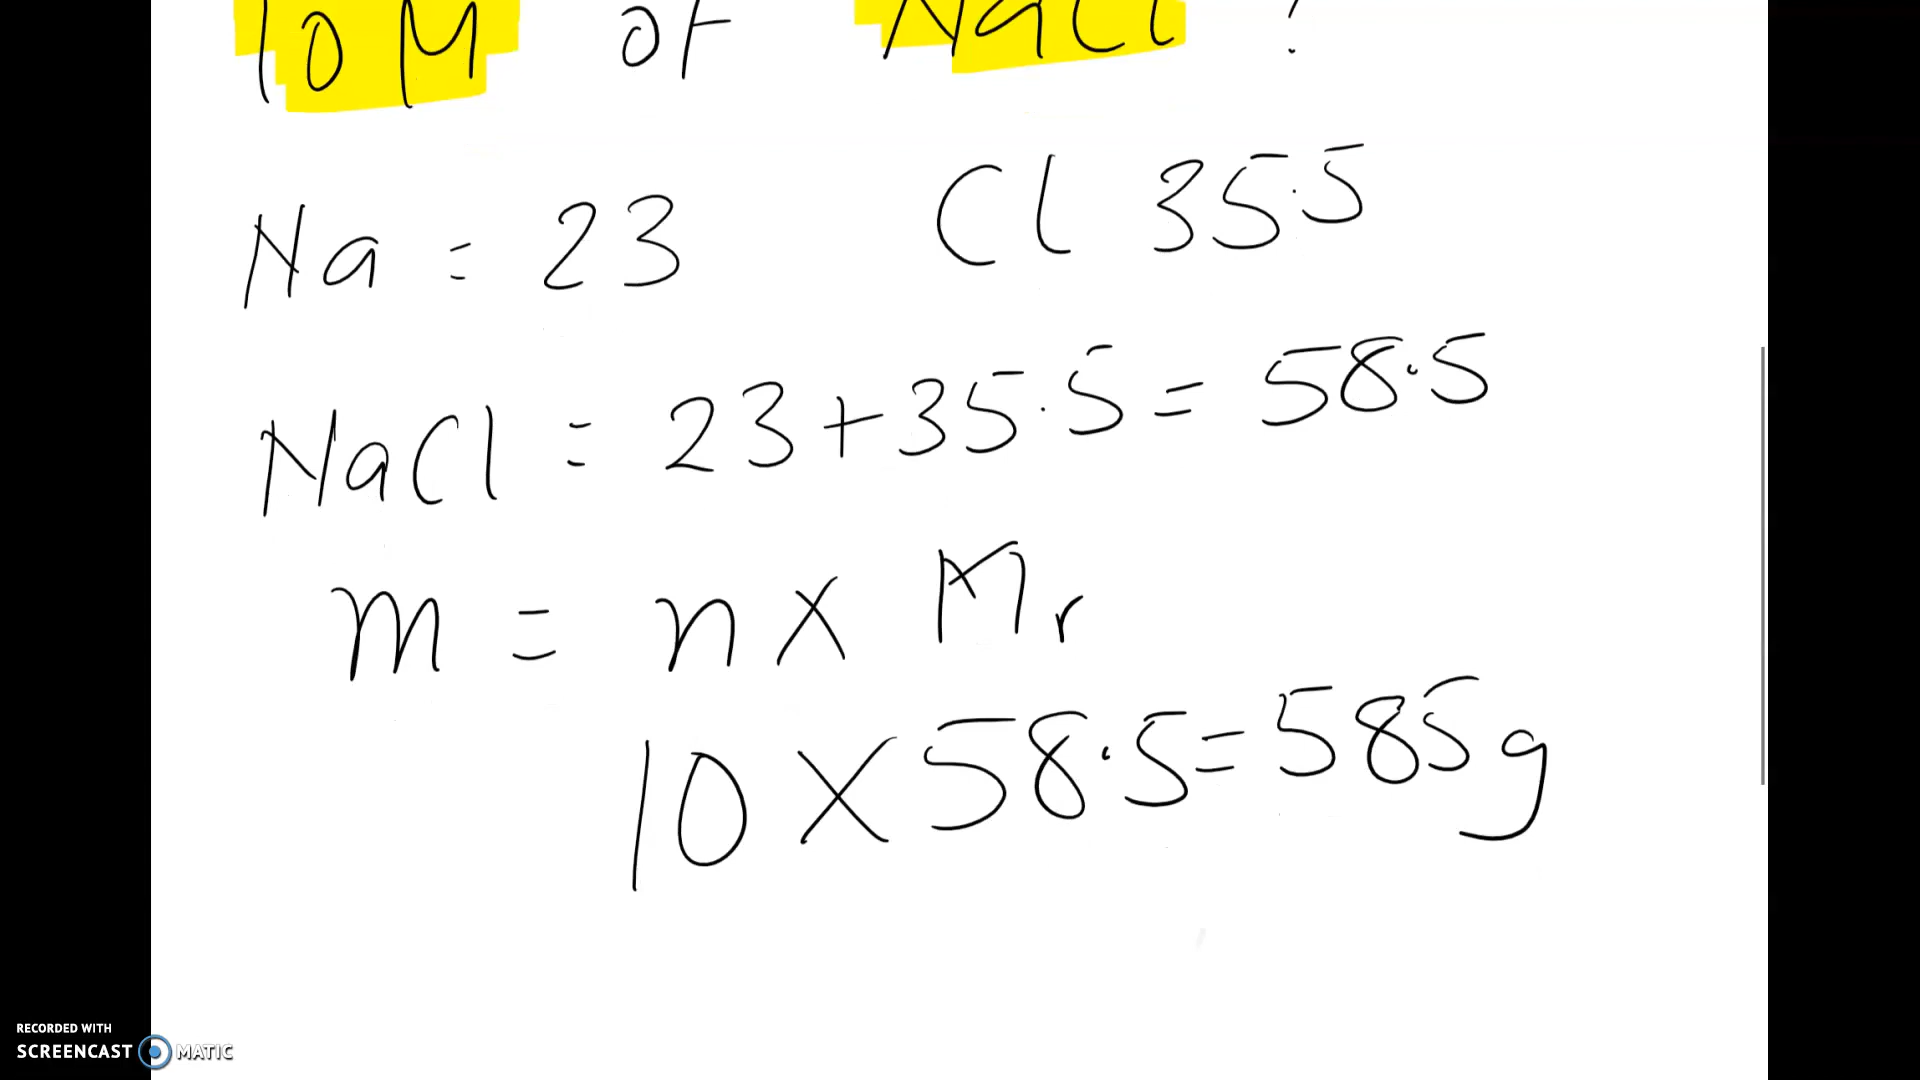 10M of NaCl ?
Na = 23 Cl 35.5
NaCl = 23+35.5 = 58.5
m = n x Mr
10 x 58.5 = 585g
RECORDED WITH
SCREENCAST MATIC